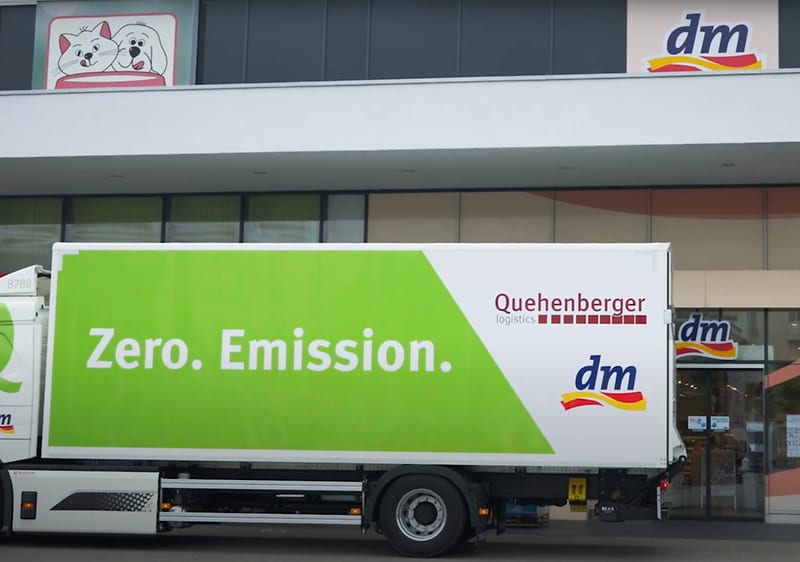 dm
8769
Zero. Emission.
Quehenberger
logistics
dm
dm